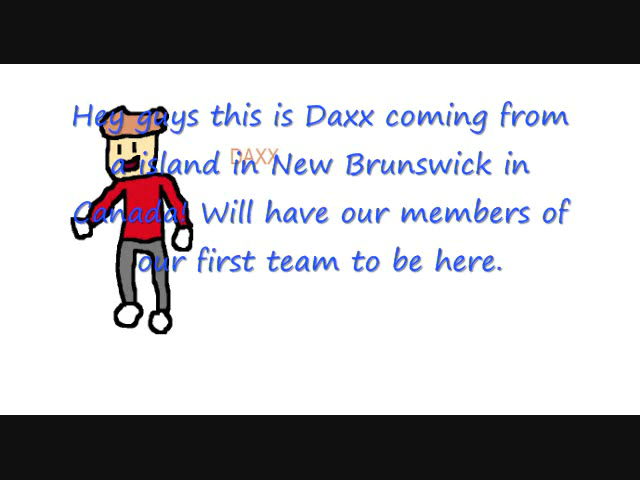 Hey guys this is Daxx coming from
a island in New Brunswick in
DAXX
Canada! Will have our members of
our first team to be here.